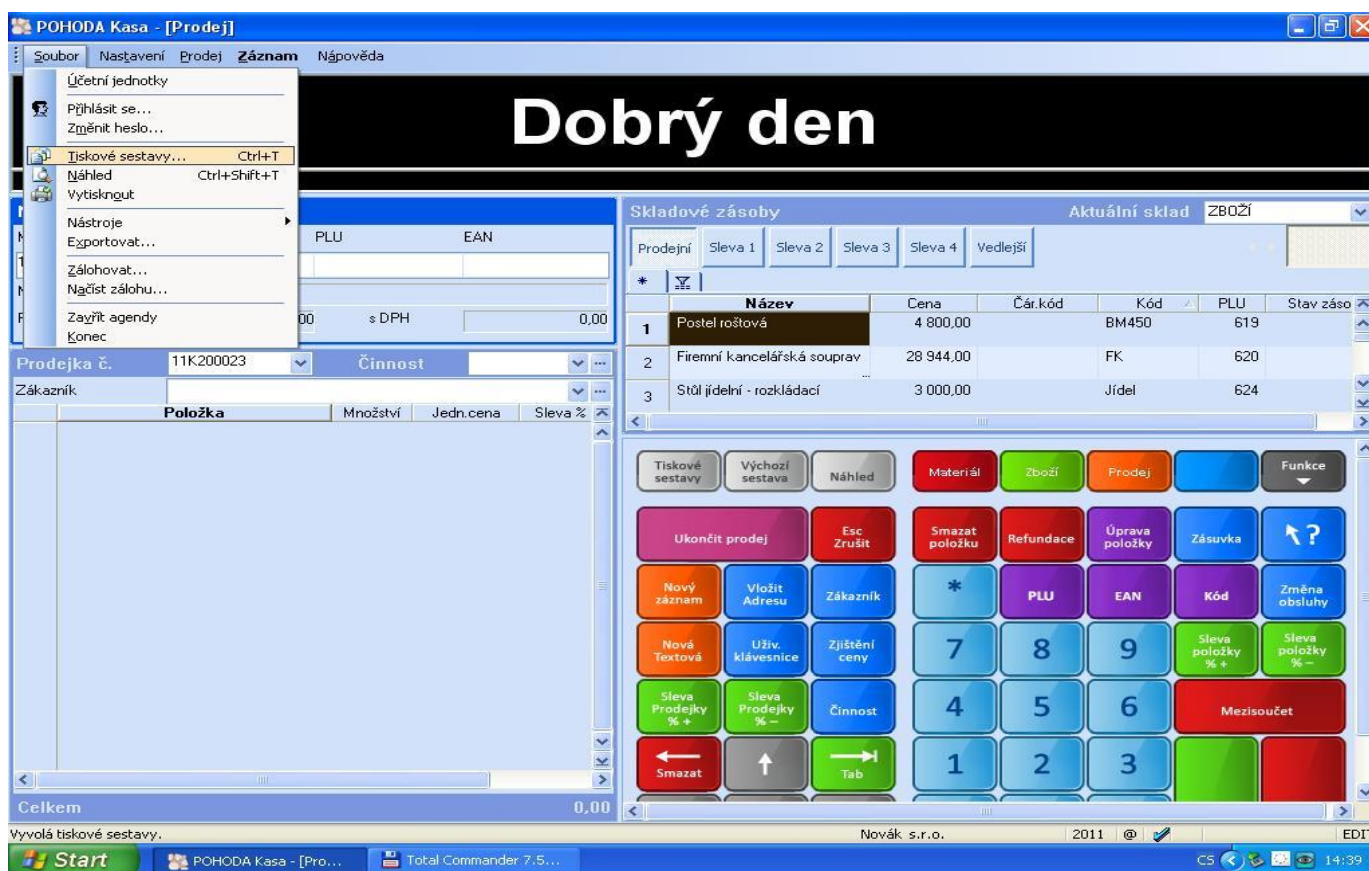 POHODA Kasa - [Prodej]
Soubor Nastavení Prodej Záznam Nápověda
Účetní jednotky
Přihlásit se...
Změnit heslo...
Tiskové sestavy... Ctrl+T
Náhled Ctrl+Shift+T
Vytisknout
Nástroje
Exportovat...
Zálohovat...
Načíst zálohu...
Zavřít agendy
Konec
Dobrý den
PLU EAN
s DPH 0,00
Prodejka č. 11K200023 Činnost
Zákazník
Položka Množství Jedn.cena Sleva %
Celkem 0,00
Skladové zásoby Aktuální sklad ZBOŽÍ
Prodejní Sleva 1 Sleva 2 Sleva 3 Sleva 4 Vedlejší
*
Název Cena Čár.kód Kód PLU Stav záso
1 Postel roštová 4 800,00 BM450 619
2 Firemní kancelářská souprav... 28 944,00 FK 620
3 Stůl jídelní - rozkládací 3 000,00 Jídel 624
Tiskové sestavy Výchozí sestava Náhled Materiál Zboží Prodej Funkce
Ukončit prodej Esc Zrušit Smazat položku Refundace Úprava položky Zásuvka ?
Nový záznam Vložit Adresu Zákazník * PLU EAN Kód Změna obsluhy
Nová Textová Uživ. klávesnice Zjištění ceny 7 8 9 Sleva položky % + Sleva položky % –
Sleva Prodejky % + Sleva Prodejky % – Činnost 4 5 6 Mezisoučet
Smazat Tab 1 2 3
Vyvolá tiskové sestavy. Novák s.r.o. 2011 @ EDI
Start POHODA Kasa - [Pro... Total Commander 7.5... CS 14:39